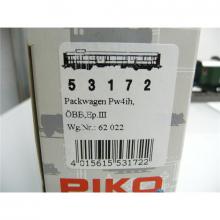 53172
Packwagen Pw4ih,
ÖBB,Ep.III
Wg.Nr.: 62 022
4 015615 531722
PIKO